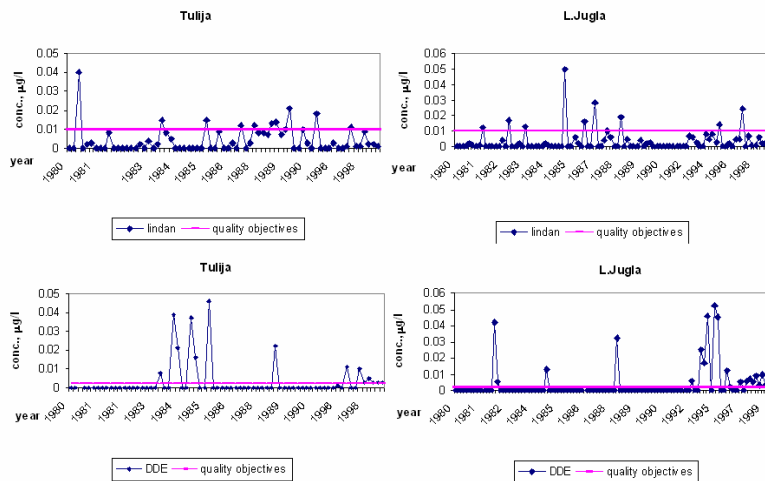 Tulija
conc., µg/l
0.05
0.04
0.03
0.02
0.01
0
year
1980 1981 1983 1984 1985 1986 1987 1988 1989 1990 1996 1998
lindan quality objectives
L.Jugla
conc., µg/l
0.06
0.05
0.04
0.03
0.02
0.01
0
year
1980 1981 1982 1983 1984 1985 1986 1987 1988 1989 1990 1992 1994 1996 1998
lindan quality objectives
Tulija
conc., µg/l
0.05
0.04
0.03
0.02
0.01
0
year
1980 1981 1981 1983 1984 1985 1986 1988 1989 1990 1996 1998
DDE quality objectives
L.Jugla
conc., µg/l
0.06
0.05
0.04
0.03
0.02
0.01
0
year
1980 1981 1982 1984 1985 1986 1988 1989 1990 1992 1995 1997 1999
DDE quality objectives